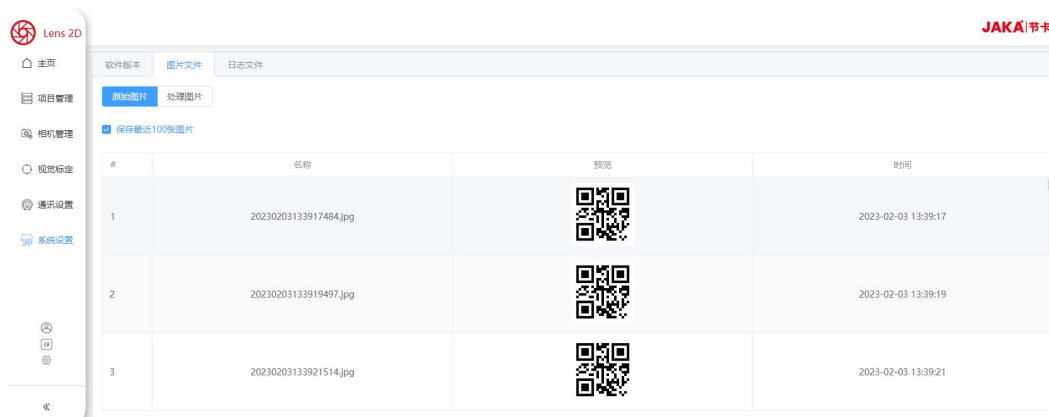 Lens 2D
JAKA 节卡
主页
项目管理
相机管理
视觉标定
通讯设置
系统设置
软件版本 图片文件 日志文件
原始图片 处理图片
保存最近100张图片
# 名称 预览 时间
1 20230203133917484.jpg 2023-02-03 13:39:17
2 20230203133919497.jpg 2023-02-03 13:39:19
3 20230203133921514.jpg 2023-02-03 13:39:21